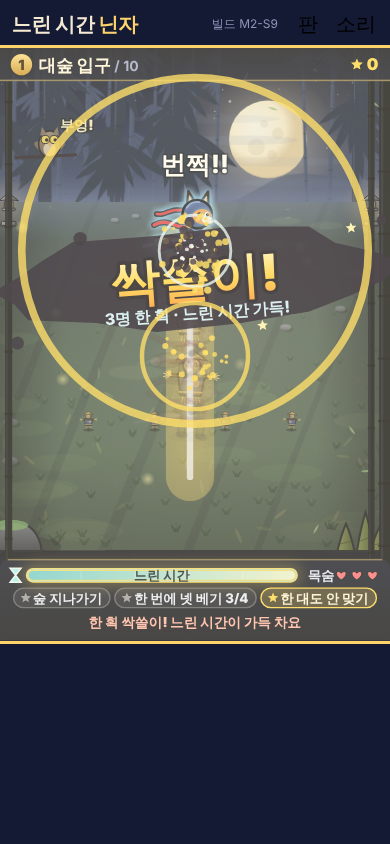 느린 시간 닌자 빌드 M2-S9 판 소리
1 대숲 입구 / 10 ★ 0
부엉!
번쩍!!
싹쓸이!
3명 한 획 · 느린 시간 가득!
느린 시간 목숨
숲 지나가기 한 번에 넷 베기 3/4 한 대도 안 맞기
한 획 싹쓸이! 느린 시간이 가득 차요